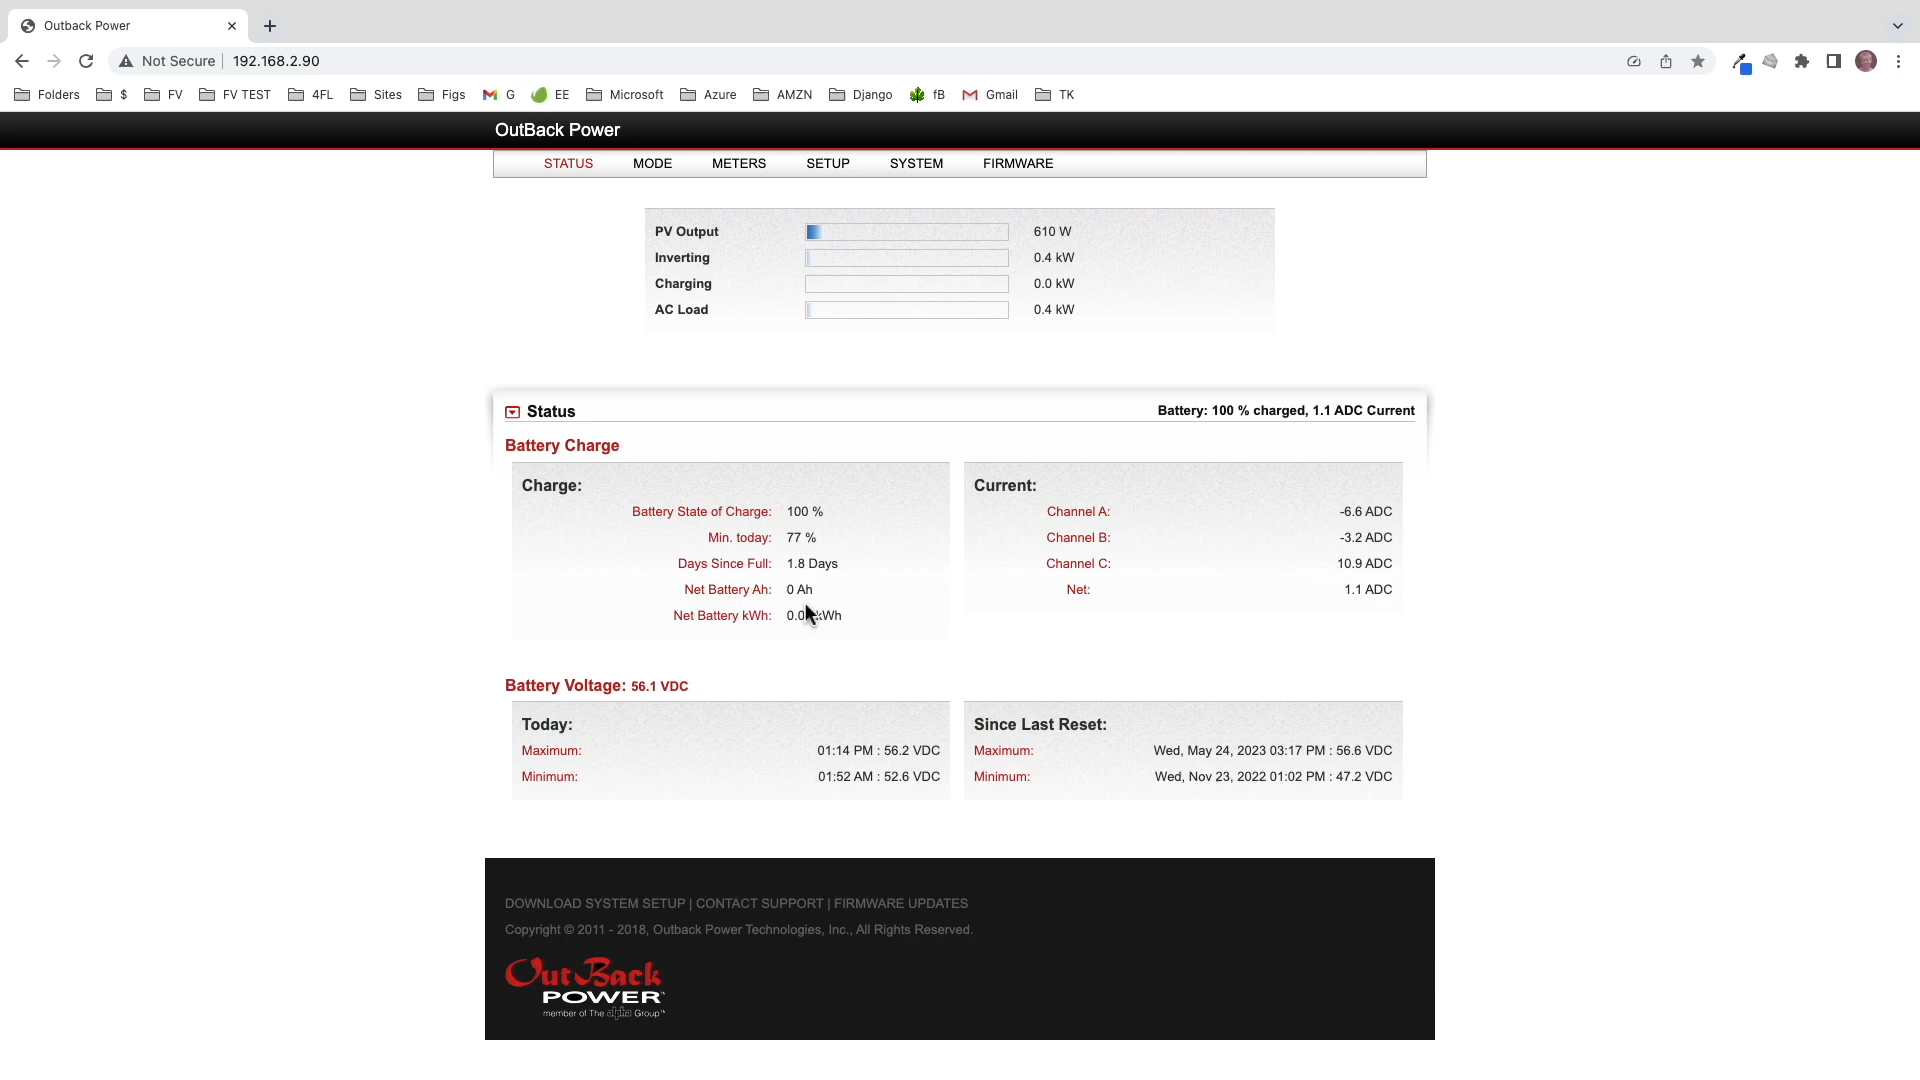 Outback Power
Not Secure 192.168.2.90
Folders $ FV FV TEST 4FL Sites Figs G EE Microsoft Azure AMZN Django fB Gmail TK
OutBack Power
STATUS MODE METERS SETUP SYSTEM FIRMWARE
PV Output 610 W
Inverting 0.4 kW
Charging 0.0 kW
AC Load 0.4 kW
Status Battery: 100 % charged, 1.1 ADC Current
Battery Charge
Charge:
Battery State of Charge: 100 %
Min. today: 77 %
Days Since Full: 1.8 Days
Net Battery Ah: 0 Ah
Net Battery kWh:
Current:
Channel A: -6.6 ADC
Channel B: -3.2 ADC
Channel C: 10.9 ADC
Net: 1.1 ADC
Battery Voltage: 56.1 VDC
Today:
Maximum: 01:14 PM : 56.2 VDC
Minimum: 01:52 AM : 52.6 VDC
Since Last Reset:
Maximum: Wed, May 24, 2023 03:17 PM : 56.6 VDC
Minimum: Wed, Nov 23, 2022 01:02 PM : 47.2 VDC
DOWNLOAD SYSTEM SETUP | CONTACT SUPPORT | FIRMWARE UPDATES
Copyright © 2011 - 2018, Outback Power Technologies, Inc., All Rights Reserved.
OutBack
POWER™
member of The alpha Group™